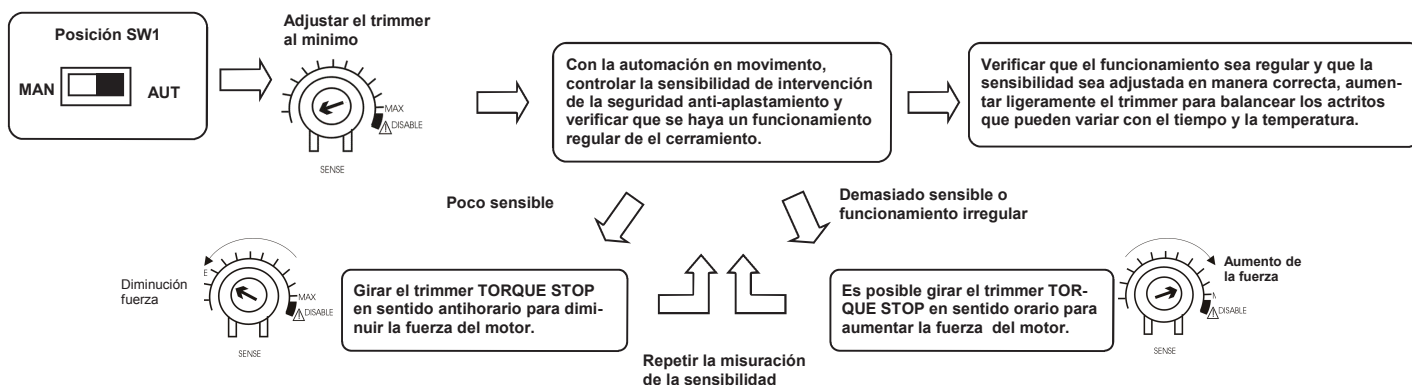 Posición SW1
MAN
AUT
Adjustar el trimmer
al minimo
MAX
DISABLE
SENSE
Con la automación en movimento,
controlar la sensibilidad de intervención
de la seguridad anti-aplastamiento y
verificar que se haya un funcionamiento
regular de el cerramiento.
Verificar que el funcionamiento sea regular y que la
sensibilidad sea adjustada en manera correcta, aumen-
tar ligeramente el trimmer para balancear los actritos
que pueden variar con el tiempo y la temperatura.
Poco sensible
Demasiado sensible o
funcionamiento irregular
Diminución
fuerza
E
MAX
DISABLE
SENSE
Girar el trimmer TORQUE STOP
en sentido antihorario para dimi-
nuir la fuerza del motor.
Repetir la misuración
de la sensibilidad
Es posible girar el trimmer TOR-
QUE STOP en sentido orario para
aumentar la fuerza  del motor.
Aumento de
la fuerza
DISABLE
SENSE